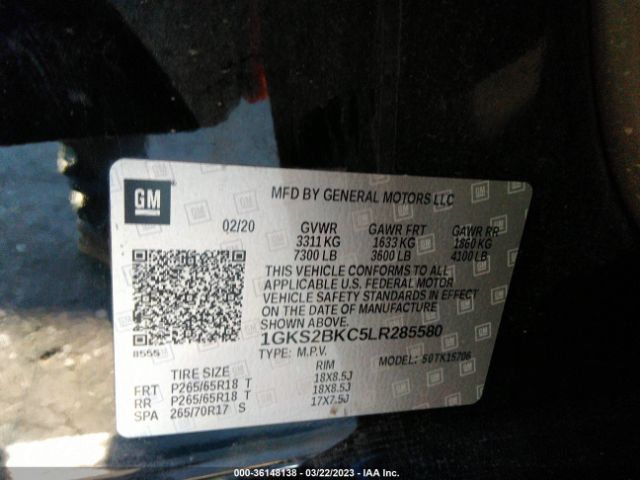 GM
MFD BY GENERAL MOTORS LLC
02/20 GVWR GAWR FRT GAWR RR
3311 KG 1633 KG 1860 KG
7300 LB 3600 LB 4100 LB
THIS VEHICLE CONFORMS TO ALL
APPLICABLE U.S. FEDERAL MOTOR
VEHICLE SAFETY STANDARDS IN EFFECT
ON THE DATE OF MANUFACTURE
SHOWN ABOVE.
8555
1GKS2BKC5LR285580
TYPE: M.P.V. MODEL: S0TK15706
TIRE SIZE RIM
FRT P265/65R18 T 18X8.5J
RR P265/65R18 T 18X8.5J
SPA 265/70R17 S 17X7.5J
000-36148138 - 03/22/2023 - IAA Inc.